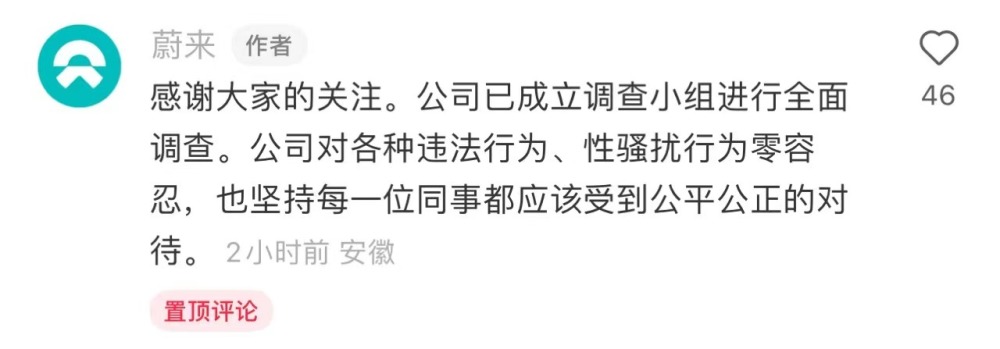 蔚来 作者
感谢大家的关注。公司已成立调查小组进行全面
46
调查。公司对各种违法行为、性骚扰行为零容
忍，也坚持每一位同事都应该受到公平公正的对
待。 2小时前 安徽
置顶评论